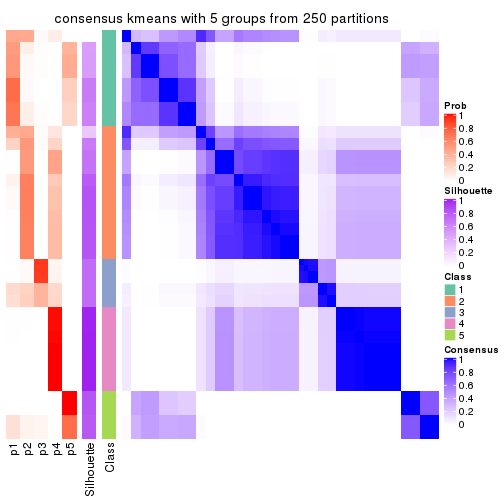 consensus kmeans with 5 groups from 250 partitions
Prob
1
0.8
0.6
0.4
0.2
0
Silhouette
1
0.8
0.6
0.4
0.2
0
Class
1
2
3
4
5
Consensus
1
0.8
0.6
0.4
0.2
0
p1
p2
p3
p4
p5
Silhouette
Class